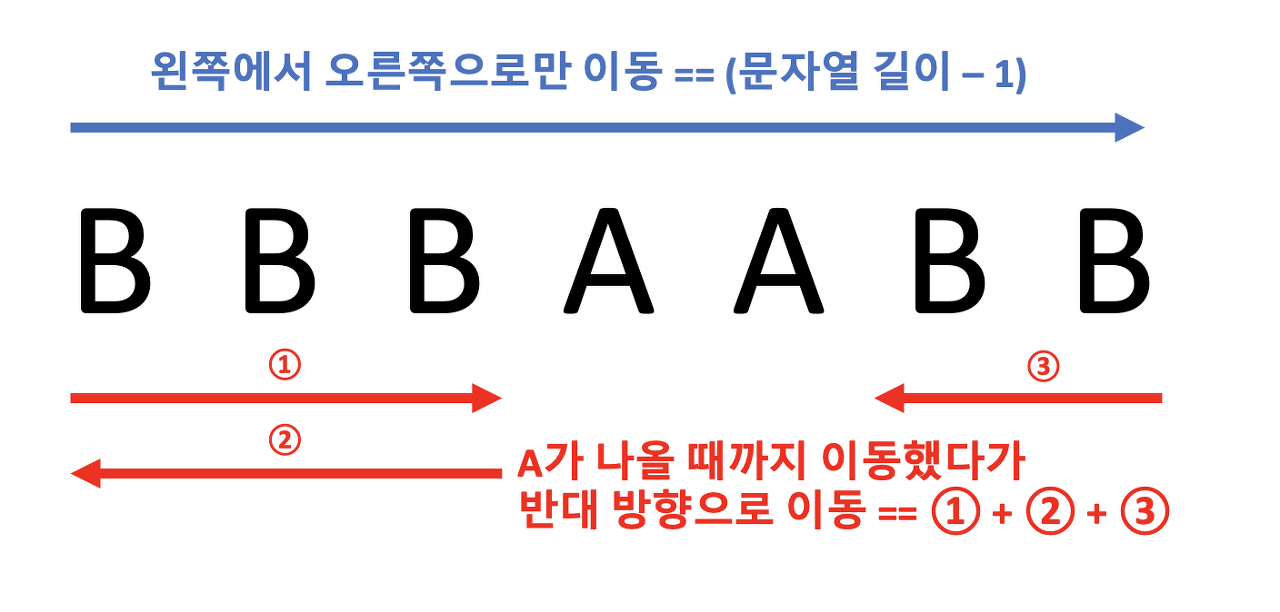 왼쪽에서 오른쪽으로만 이동 == (문자열 길이 – 1)
B B B A A B B
① ③
②
A가 나올 때까지 이동했다가
반대 방향으로 이동 == ① + ② + ③